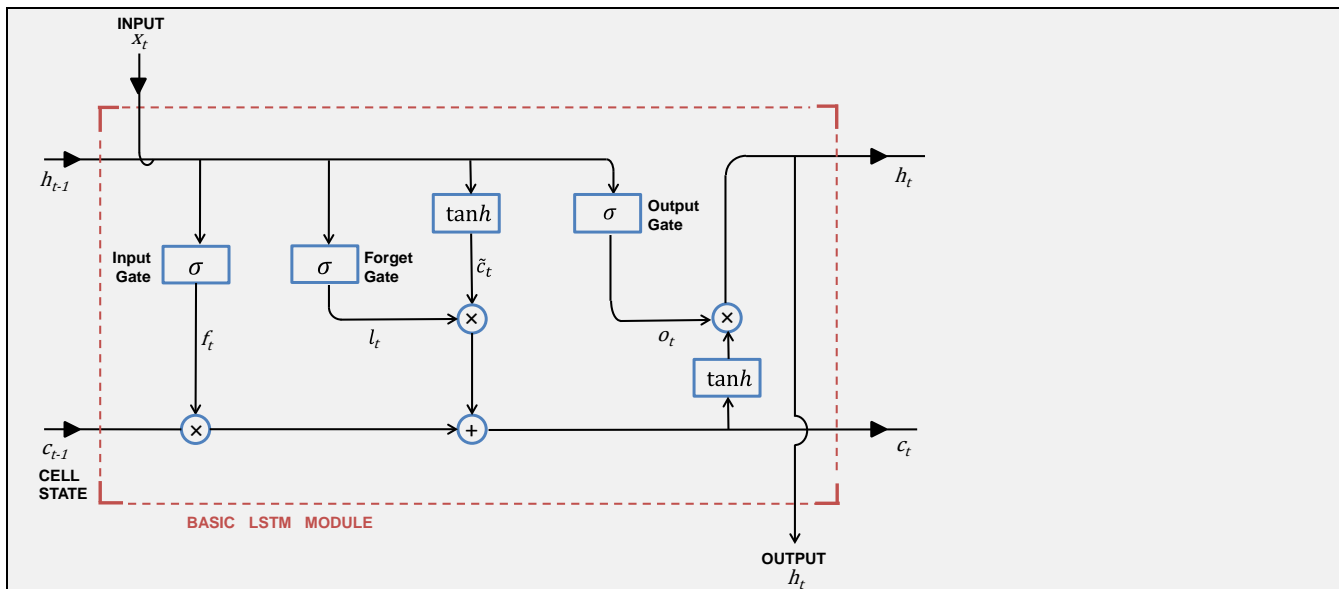 INPUT
x_t
h_{t-1}
h_t
tanh
σ
Output
Gate
Input
Gate
σ
σ
Forget
Gate
c̃_t
×
×
f_t
l_t
o_t
tanh
×
+
c_{t-1}
c_t
CELL
STATE
BASIC LSTM MODULE
OUTPUT
h_t